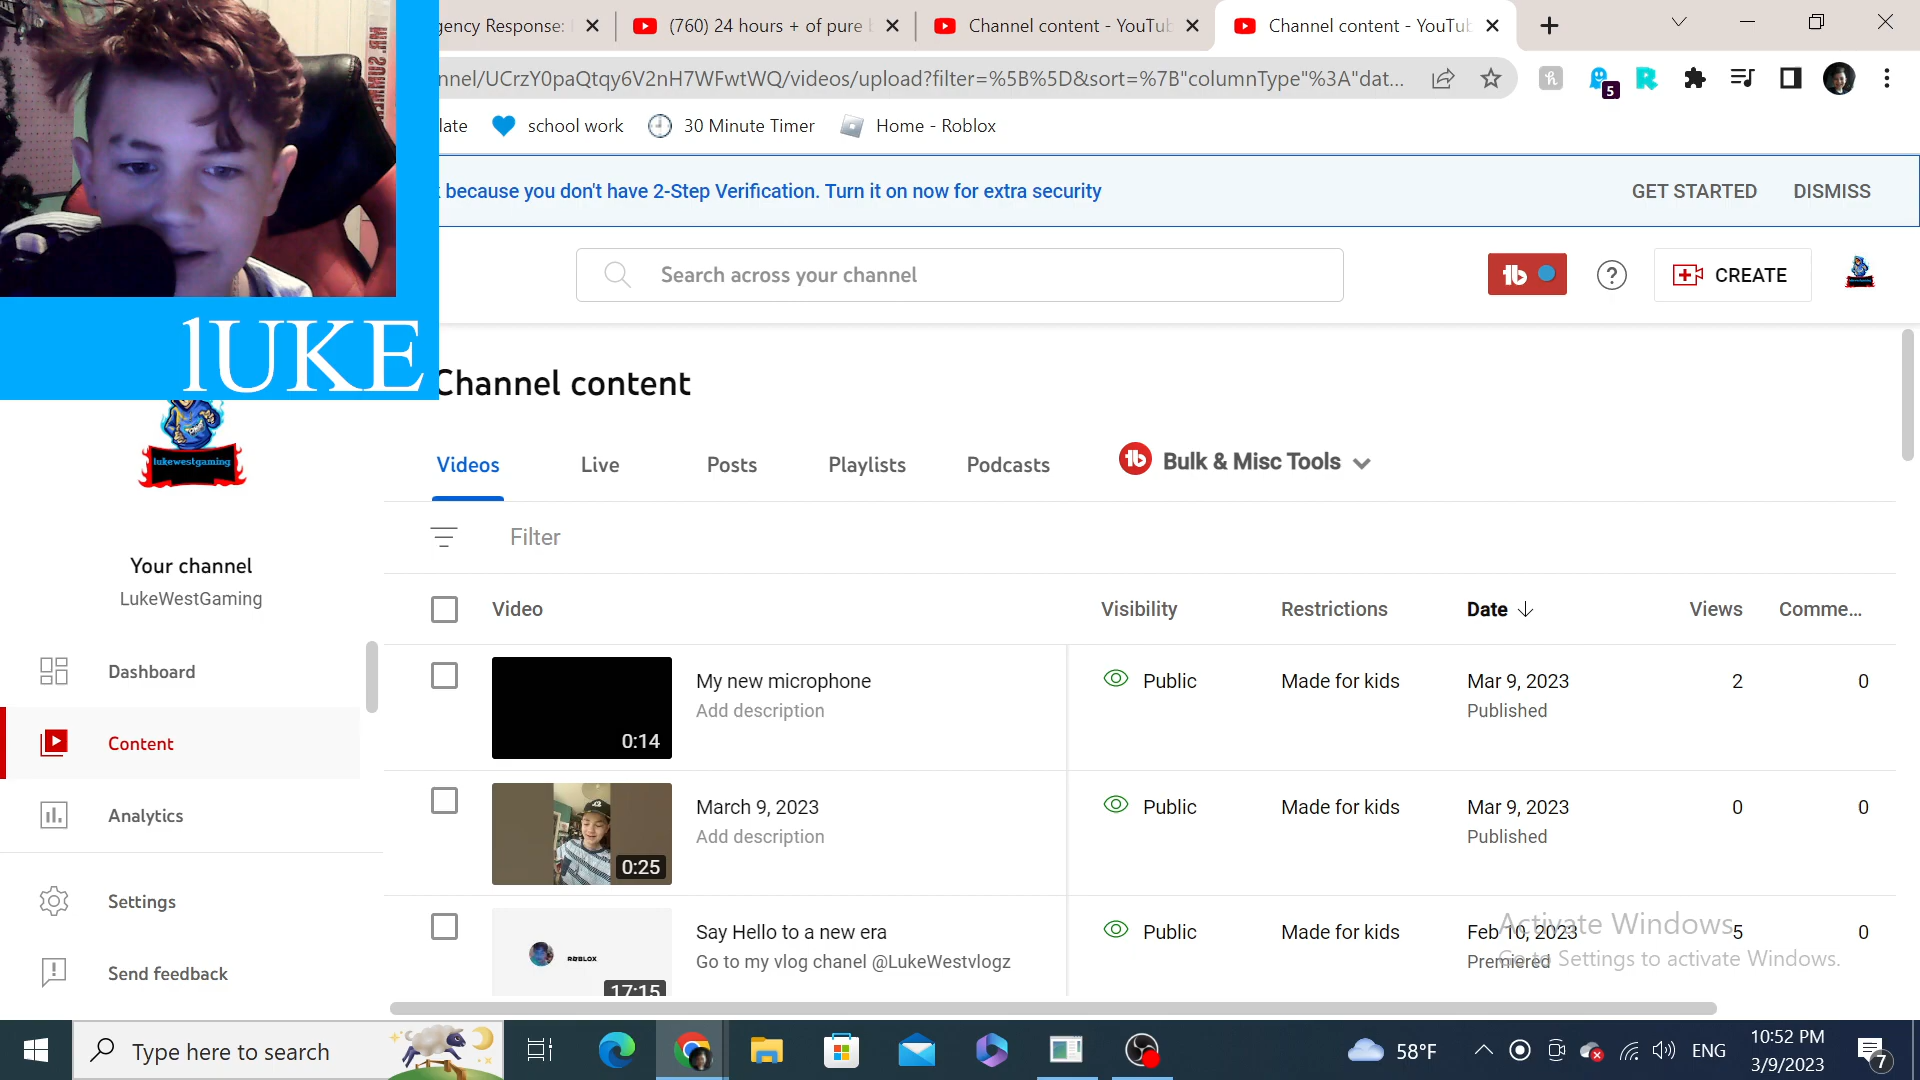 gency Response:
(760) 24 hours + of pure
Channel content - YouTub
Channel content - YouTub
nnel/UCrzY0paQtqy6V2nH7WFwtWQ/videos/upload?filter=%5B%5D&sort=%7B"columnType"%3A"dat...
5
late
school work
30 Minute Timer
Home - Roblox
because you don't have 2-Step Verification. Turn it on now for extra security
GET STARTED
DISMISS
Search across your channel
CREATE
lUKE
Channel content
lukewestgaming
Videos
Live
Posts
Playlists
Podcasts
Bulk & Misc Tools
Filter
Your channel
LukeWestGaming
Dashboard
Content
Analytics
Settings
Send feedback
Video
Visibility
Restrictions
Date
Views
Comme...
0:14
My new microphone
Add description
Public
Made for kids
Mar 9, 2023
Published
2
0
0:25
March 9, 2023
Add description
Public
Made for kids
Mar 9, 2023
Published
0
0
ROBLOX
17:15
Say Hello to a new era
Go to my vlog chanel @LukeWestvlogz
Public
Made for kids
Feb 10, 2023
Premiered
5
0
Activate Windows
Go to Settings to activate Windows.
Type here to search
58°F
ENG
10:52 PM
3/9/2023
7